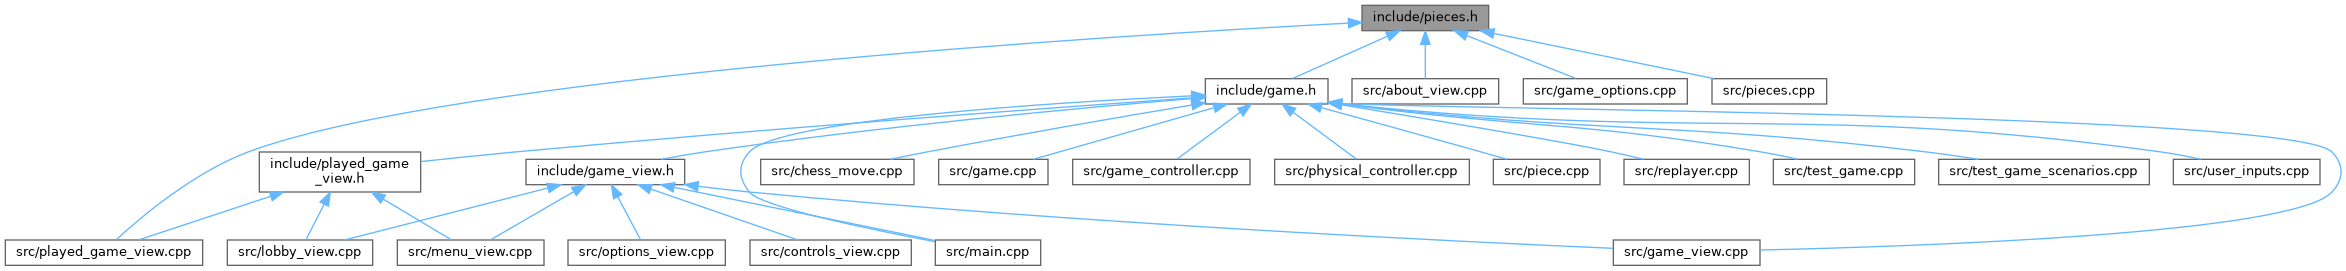 include/pieces.h
include/game.h
src/about_view.cpp
src/game_options.cpp
src/pieces.cpp
include/played_game
_view.h
include/game_view.h
src/chess_move.cpp
src/game.cpp
src/game_controller.cpp
src/physical_controller.cpp
src/piece.cpp
src/replayer.cpp
src/test_game.cpp
src/test_game_scenarios.cpp
src/user_inputs.cpp
src/played_game_view.cpp
src/lobby_view.cpp
src/menu_view.cpp
src/options_view.cpp
src/controls_view.cpp
src/main.cpp
src/game_view.cpp